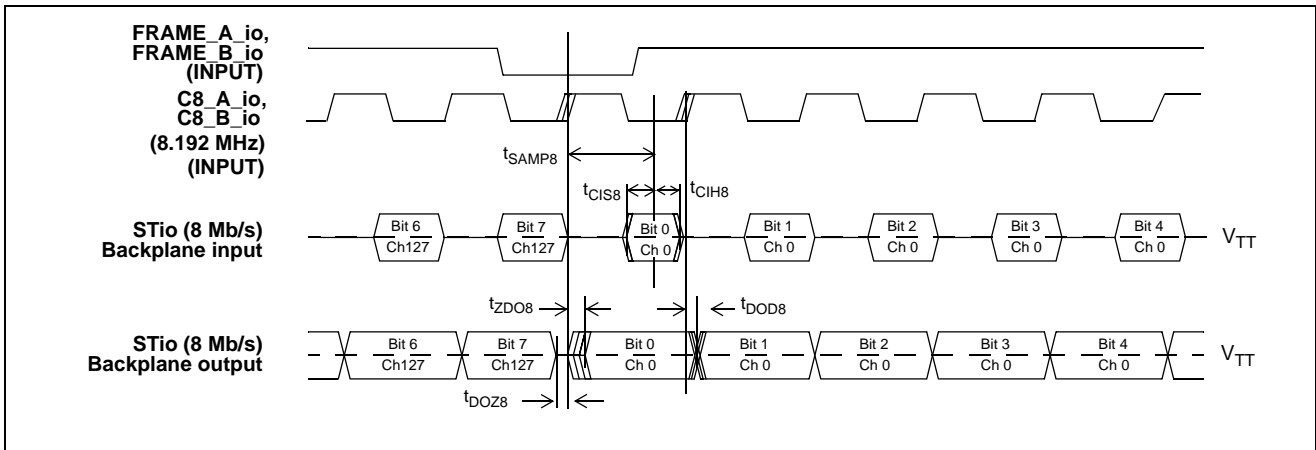 FRAME_A_io,
FRAME_B_io
(INPUT)
C8_A_io,
C8_B_io
(8.192 MHz)
(INPUT)
tSAMP8
tCIS8
tCIH8
STio (8 Mb/s)
Backplane input
Bit 6
Ch127
Bit 7
Ch127
Bit 0
Ch 0
Bit 1
Ch 0
Bit 2
Ch 0
Bit 3
Ch 0
Bit 4
Ch 0
VTT
tZDO8
tDOD8
STio (8 Mb/s)
Backplane output
Bit 6
Ch127
Bit 7
Ch127
Bit 0
Ch 0
Bit 1
Ch 0
Bit 2
Ch 0
Bit 3
Ch 0
Bit 4
Ch 0
VTT
tDOZ8